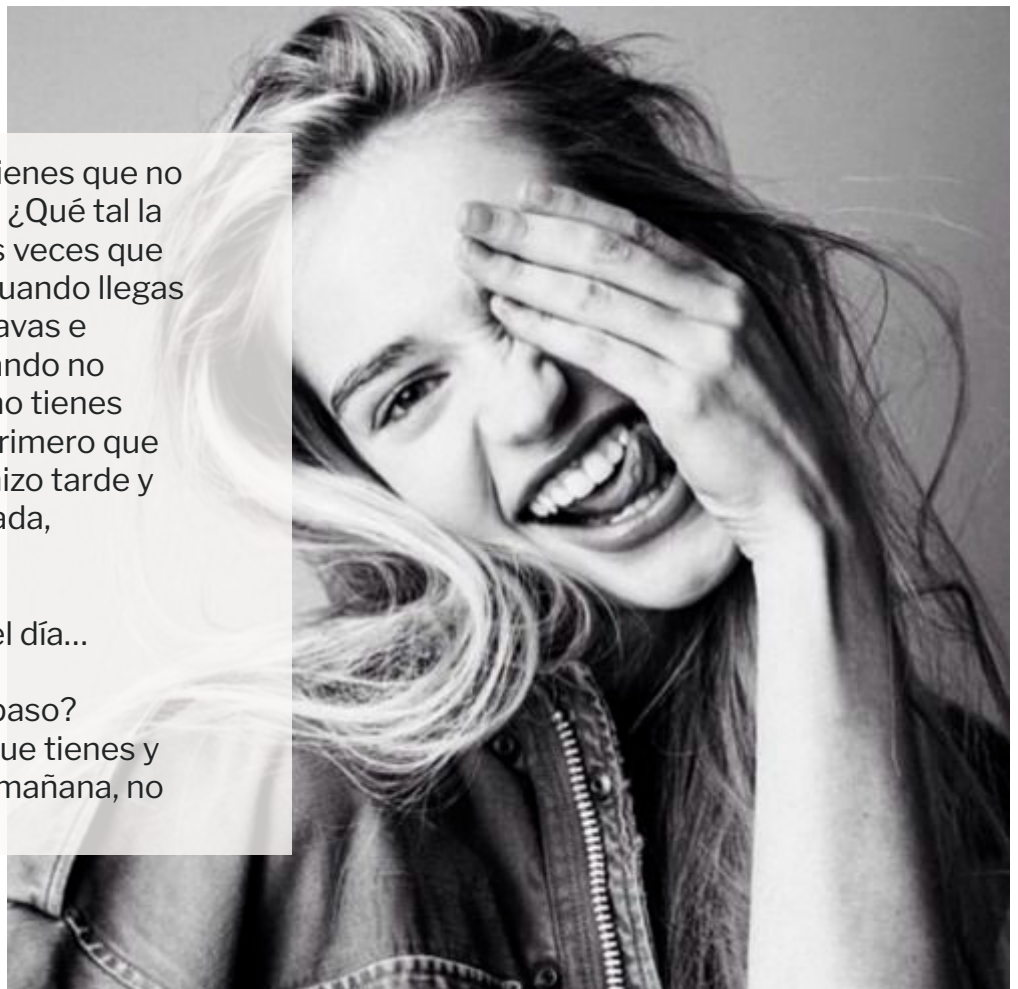 ienes que no
¿Qué tal la
s veces que
uando llegas
avas e
ndo no
no tienes
rimero que
izo tarde y
ada,
el día...
paso?
ue tienes y
mañana, no